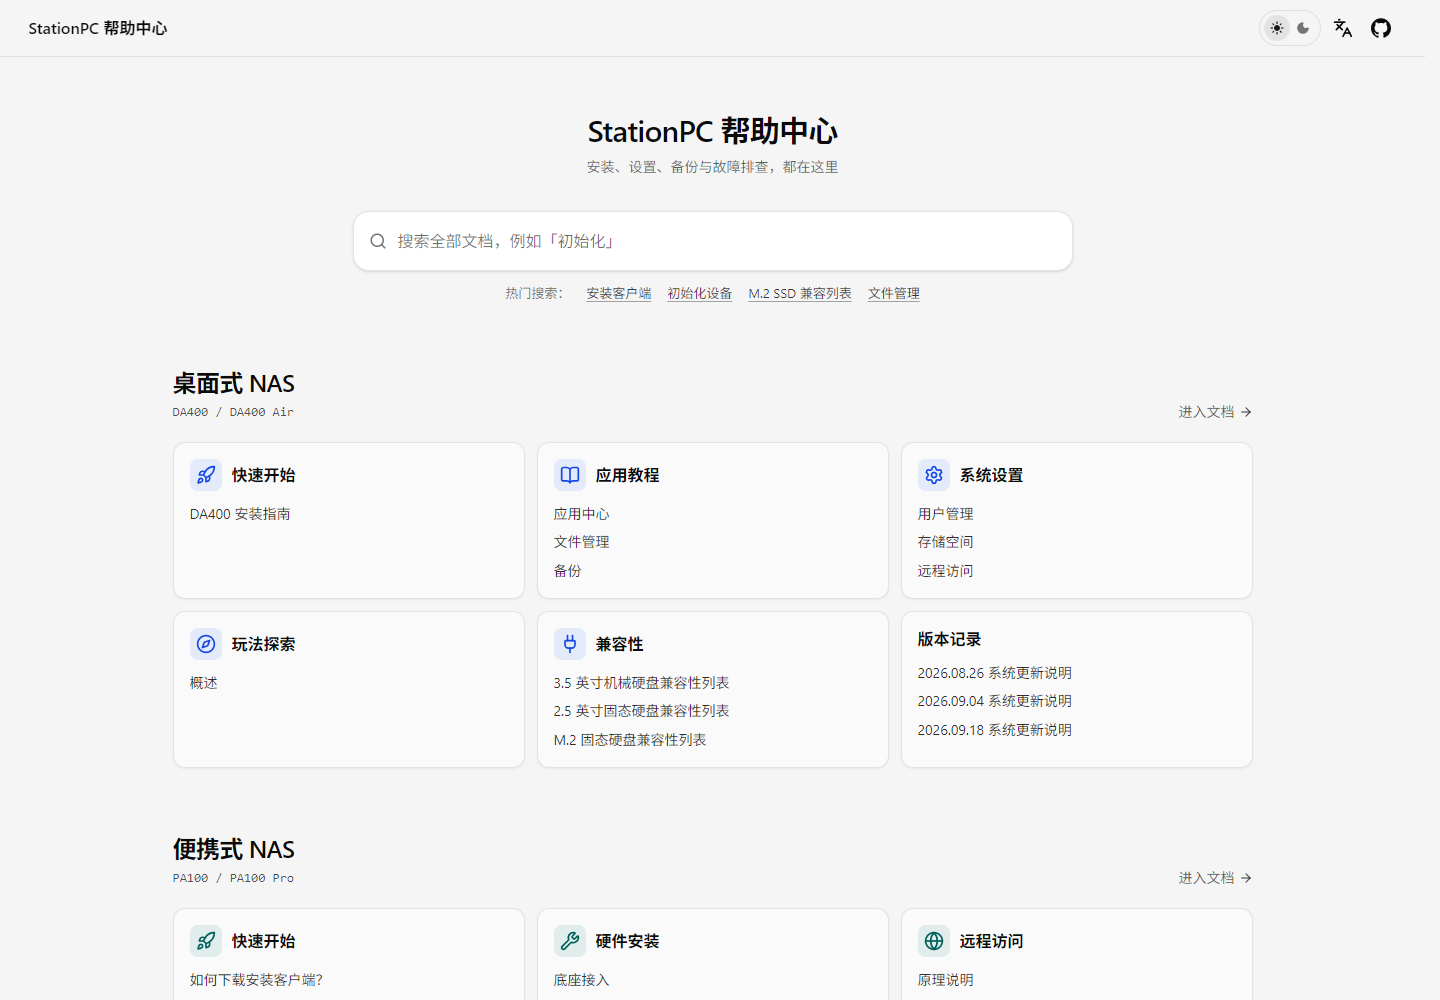 StationPC 帮助中心
StationPC 帮助中心
安装、设置、备份与故障排查，都在这里
搜索全部文档，例如「初始化」
热门搜索： 安装客户端 初始化设备 M.2 SSD 兼容列表 文件管理
桌面式 NAS
DA400 / DA400 Air
进入文档 →
快速开始
DA400 安装指南
应用教程
应用中心
文件管理
备份
系统设置
用户管理
存储空间
远程访问
玩法探索
概述
兼容性
3.5 英寸机械硬盘兼容性列表
2.5 英寸固态硬盘兼容性列表
M.2 固态硬盘兼容性列表
版本记录
2026.08.26 系统更新说明
2026.09.04 系统更新说明
2026.09.18 系统更新说明
便携式 NAS
PA100 / PA100 Pro
进入文档 →
快速开始
如何下载安装客户端?
硬件安装
底座接入
远程访问
原理说明